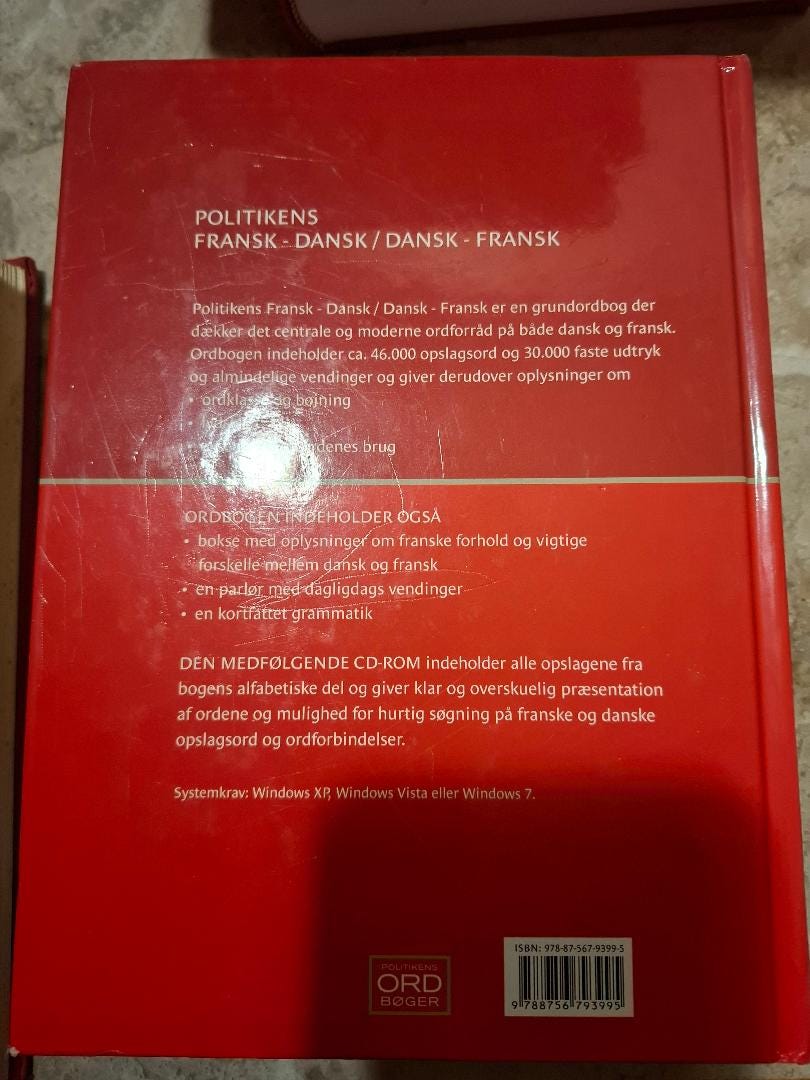 POLITIKENS
FRANSK - DANSK / DANSK - FRANSK
Politikens Fransk - Dansk / Dansk - Fransk er en grundordbog der
dækker det centrale og moderne ordforråd på både dansk og fransk.
Ordbogen indeholder ca. 46.000 opslagsord og 30.000 faste udtryk
og almindelige vendinger og giver derudover oplysninger om
• ordklasse og bøjning
•
• brug
ORDBOGEN INDEHOLDER OGSÅ
• bokse med oplysninger om franske forhold og vigtige
forskelle mellem dansk og fransk
• en parlør med dagligdags vendinger
• en kortfattet grammatik
DEN MEDFØLGENDE CD-ROM indeholder alle opslagene fra
bogens alfabetiske del og giver klar og overskuelig præsentation
af ordene og mulighed for hurtig søgning på franske og danske
opslagsord og ordforbindelser.
Systemkrav: Windows XP, Windows Vista eller Windows 7.
POLITIKENS
ORD
BØGER
ISBN: 978-87-567-9399-5
9 788756 793995